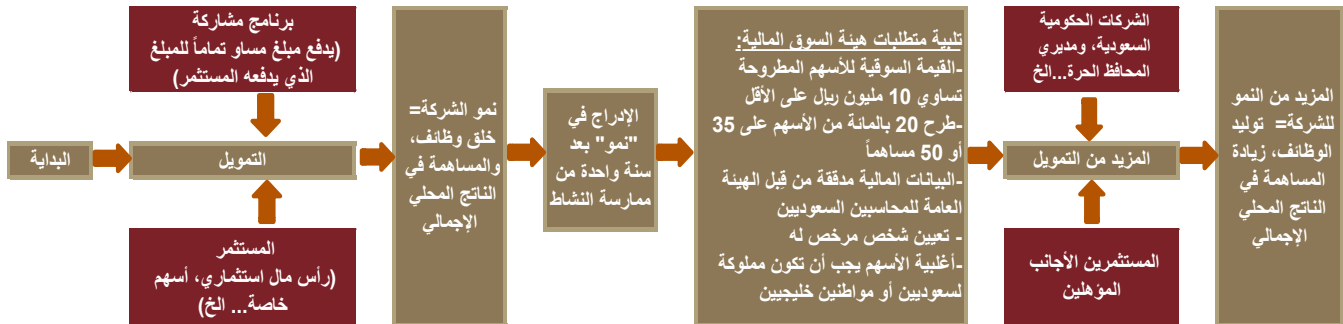 البداية
برنامج مشاركة
(يدفع مبلغ مساو تماماً للمبلغ
الذي يدفعه المستثمر)
التمويل
المستثمر
(رأس مال استثماري، أسهم
خاصة... الخ)
نمو الشركة=
خلق وظائف،
والمساهمة في
الناتج المحلي
الإجمالي
الإدراج في
"نمو" بعد
سنة واحدة من
ممارسة النشاط
تلبية متطلبات هيئة السوق المالية:
-القيمة السوقية للأسهم المطروحة
تساوي 10 مليون ريال على الأقل
-طرح 20 بالمائة من الأسهم على 35
أو 50 مساهماً
-البيانات المالية مدققة من قِبل الهيئة
العامة للمحاسبين السعوديين
- تعيين شخص مرخص له
-أغلبية الأسهم يجب أن تكون مملوكة
لسعوديين أو مواطنين خليجيين
الشركات الحكومية
السعودية، ومديري
المحافظ الحرة...الخ
المزيد من التمويل
المستثمرين الأجانب
المؤهلين
المزيد من النمو
للشركة= توليد
الوظائف، زيادة
المساهمة في
الناتج المحلي
الإجمالي